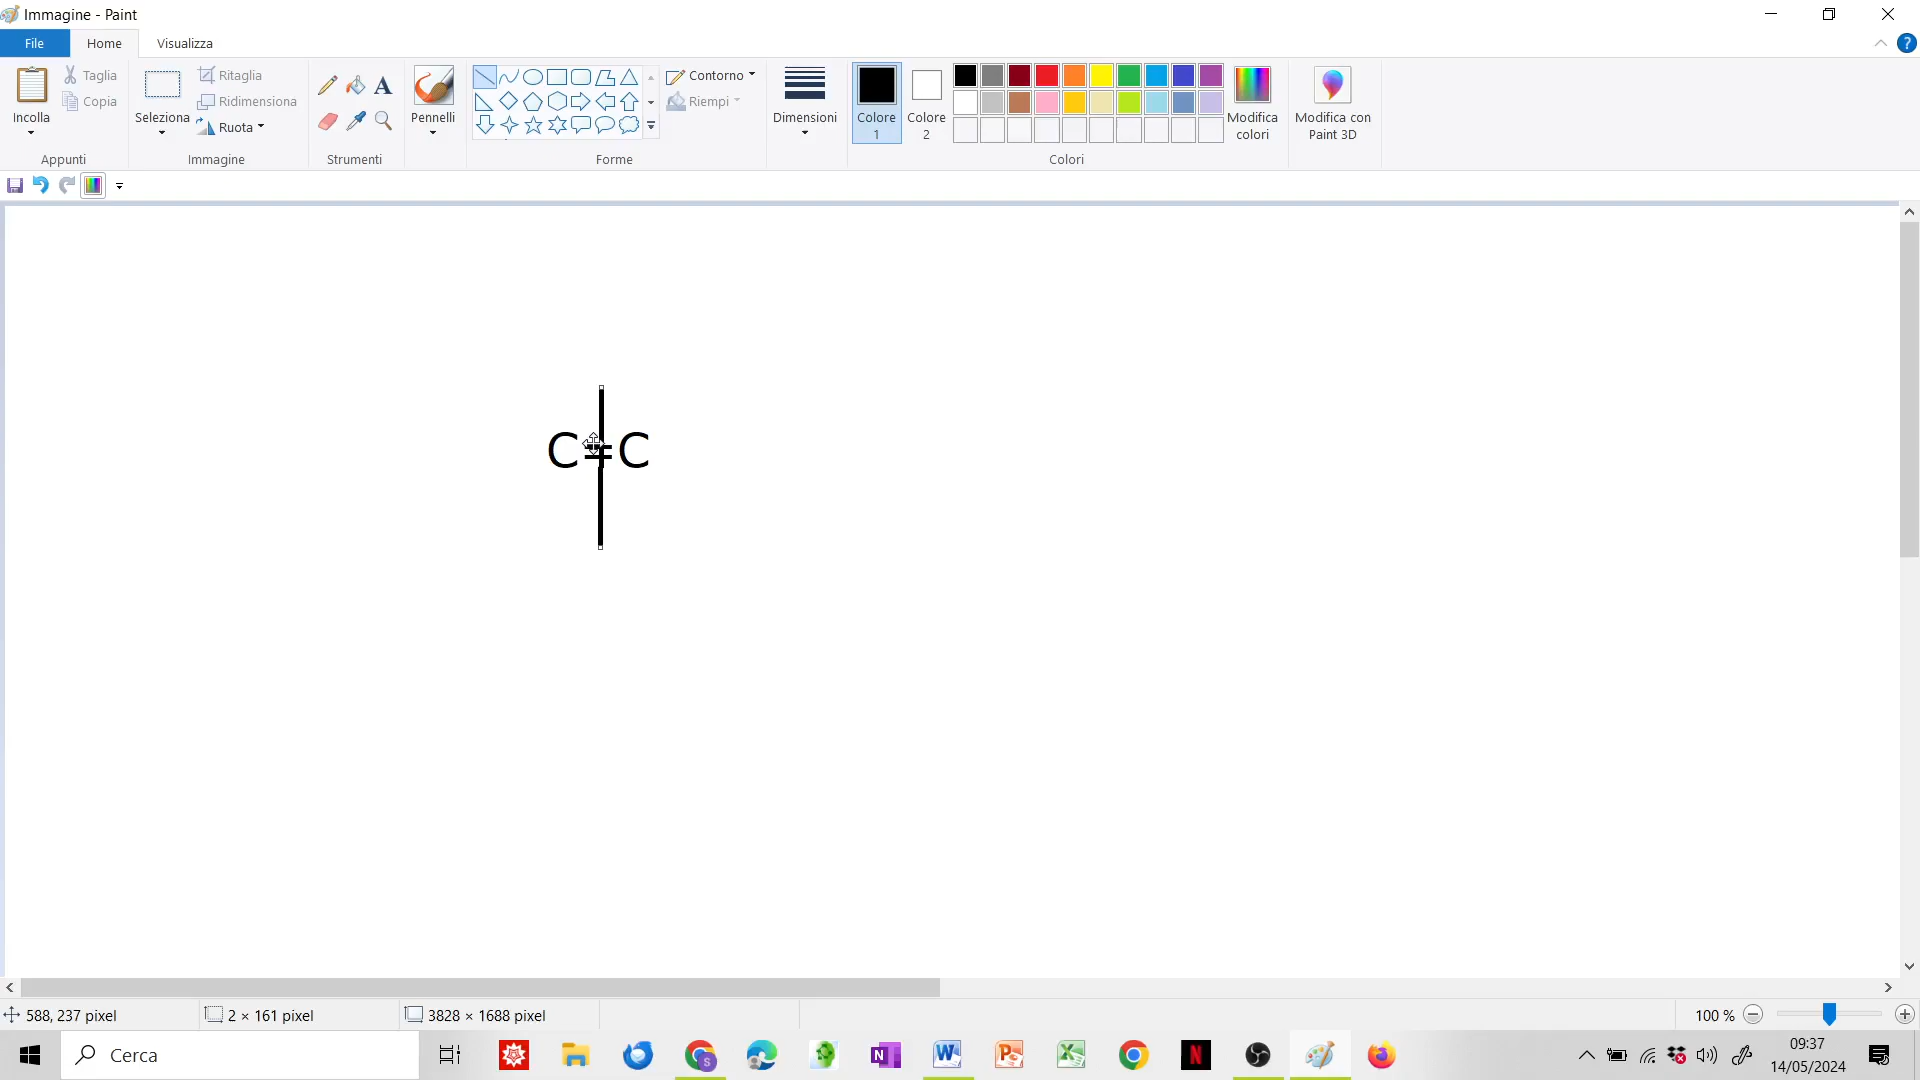 Immagine - Paint
File Home Visualizza
Incolla Taglia Copia Appunti
Seleziona Ritaglia Ridimensiona Ruota Immagine
A Strumenti
Pennelli
Forme Contorno Riempi
Dimensioni
Colore 1 Colore 2 Colori Modifica colori
Modifica con Paint 3D
?
C=C
588, 237 pixel 2 × 161 pixel 3828 × 1688 pixel 100 %
Cerca
S N W P X N
09:37
14/05/2024